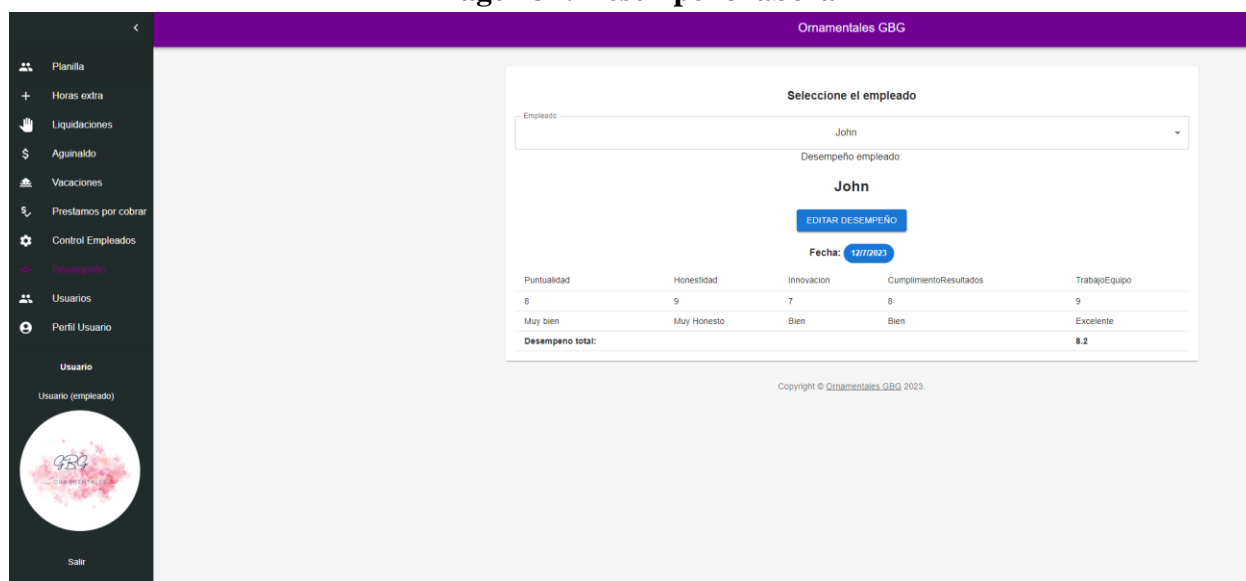 Ornamentales GBG
Planilla
Horas extra
Liquidaciones
Aguinaldo
Vacaciones
Prestamos por cobrar
Control Empleados
Desempeño
Usuarios
Perfil Usuario
Usuario
Usuario (empleado)
GBG
ORNAMENTALES
Salir
Seleccione el empleado
Empleado
John
Desempeño empleado:
John
EDITAR DESEMPEÑO
Fecha: 12/7/2023
Puntualidad Honestidad Innovacion CumplimientoResultados TrabajoEquipo
8 9 7 8 9
Muy bien Muy Honesto Bien Bien Excelente
Desempeno total: 8.2
Copyright © Ornamentales GBG 2023.